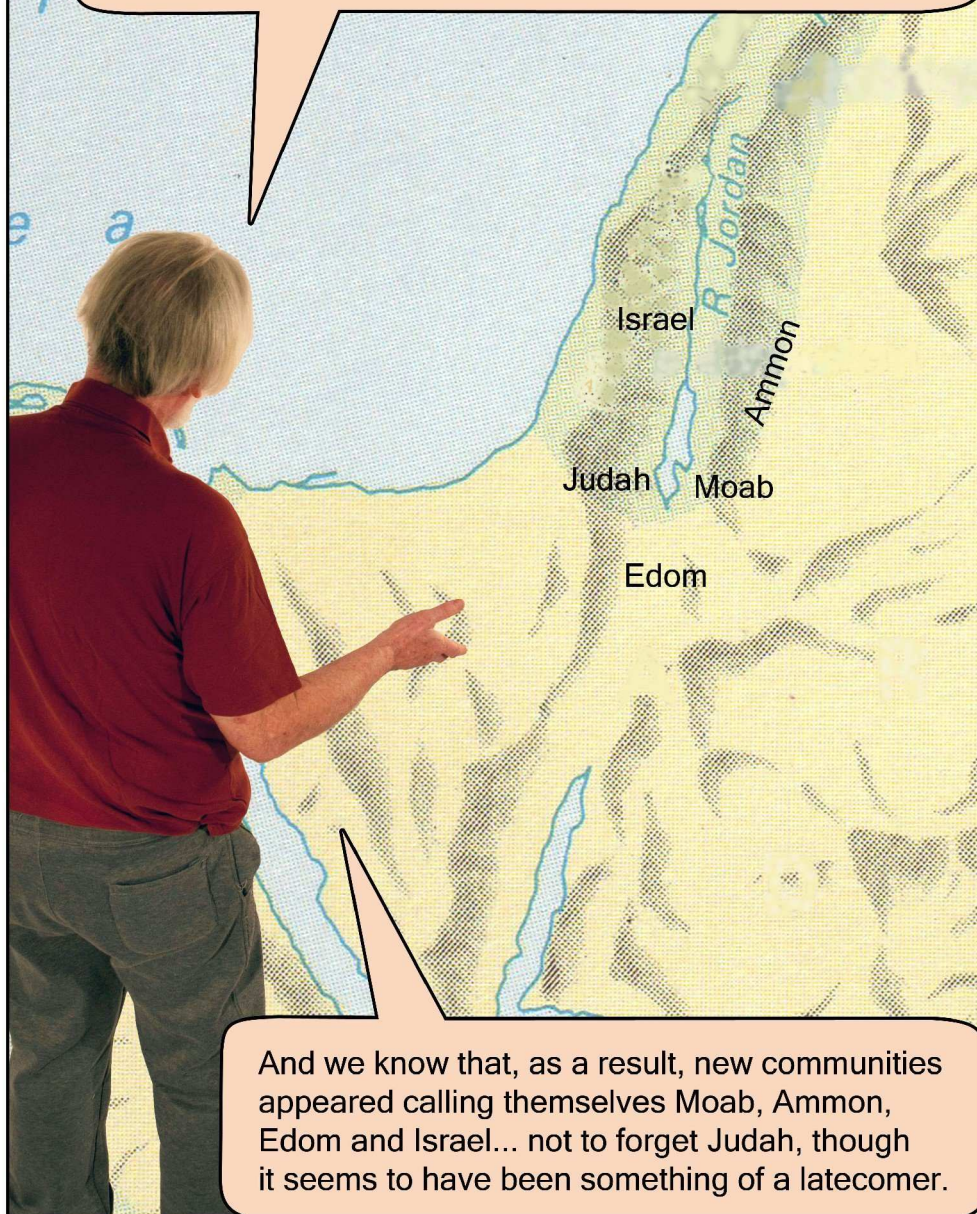 e a
R Jordan
Israel
Ammon
Judah
Moab
Edom
And we know that, as a result, new communities
appeared calling themselves Moab, Ammon,
Edom and Israel... not to forget Judah, though
it seems to have been something of a latecomer.